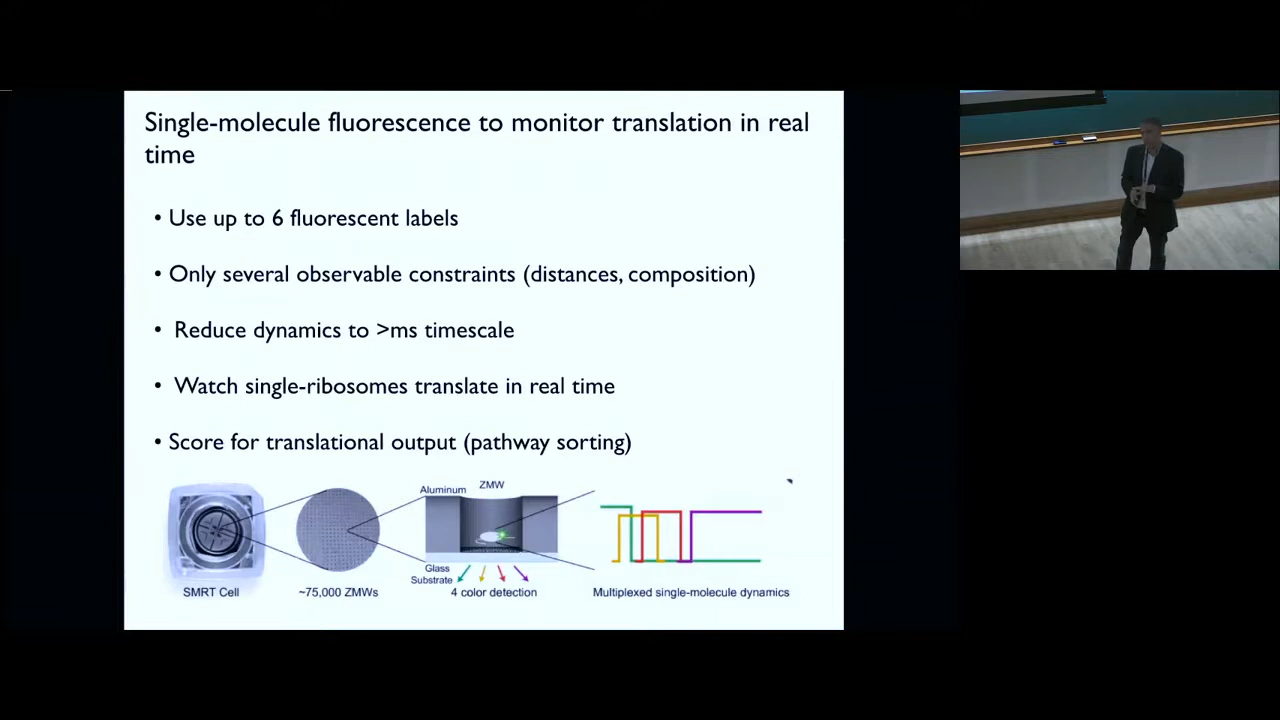 Single-molecule fluorescence to monitor translation in real
time
• Use up to 6 fluorescent labels
• Only several observable constraints (distances, composition)
• Reduce dynamics to >ms timescale
• Watch single-ribosomes translate in real time
• Score for translational output (pathway sorting)
Aluminum
ZMW
Glass
Substrate
SMRT Cell
~75,000 ZMWs
4 color detection
Multiplexed single-molecule dynamics